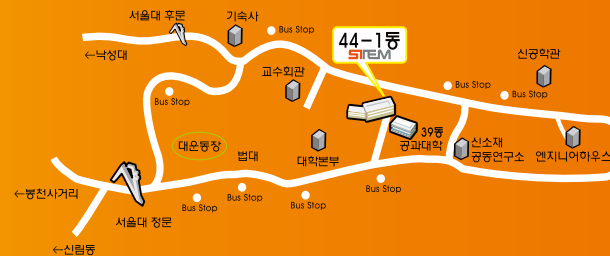 서울대 후문
기숙사
Bus Stop
44-1동
STEM
←낙성대
신공학관
교수회관
Bus Stop
Bus Stop
Bus Stop
39동
공과대학
대운동장
법대
대학본부
신소재
공동연구소
엔지니어하우스
←봉천사거리
Bus Stop
Bus Stop
Bus Stop
Bus Stop
서울대 정문
←신림동